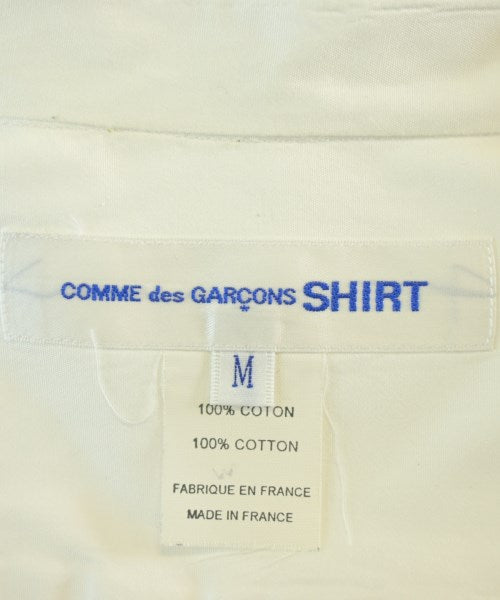 COMME des GARÇONS SHIRT
M
100% COTON
100% COTTON
FABRIQUE EN FRANCE
MADE IN FRANCE